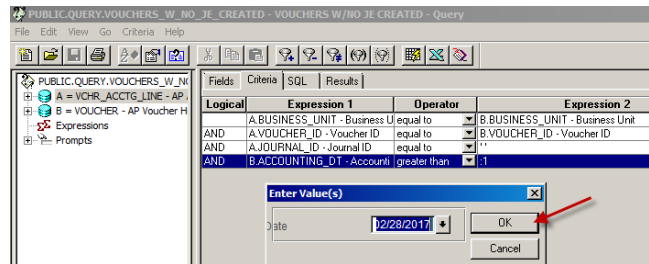 PUBLIC.QUERY.VOUCHERS_W_NO_JE_CREATED - VOUCHERS W/NO JE CREATED - Query
File Edit View Go Criteria Help
PUBLIC.QUERY.VOUCHERS_W_N
A = VCHR_ACCTG_LINE - AP
B = VOUCHER - AP Voucher H
Expressions
Prompts
Fields Criteria SQL Results
Logical Expression 1 Operator Expression 2
A.BUSINESS_UNIT - Business U equal to B.BUSINESS_UNIT - Business Unit
AND A.VOUCHER_ID - Voucher ID equal to B.VOUCHER_ID - Voucher ID
AND A.JOURNAL_ID - Journal ID equal to ' '
AND B.ACCOUNTING_DT - Accounti greater than :1
Enter Value(s)
Date 02/28/2017 OK
Cancel